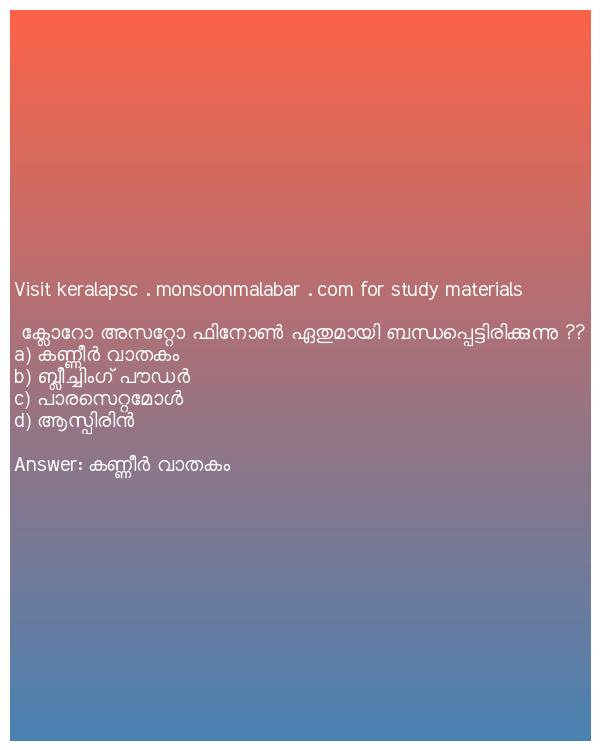 Visit keralapsc . monsoonmalabar . com for study materials
ക്ലോറോ അസറ്റോ ഫിനോൺ ഏതുമായി ബന്ധപ്പെട്ടിരിക്കുന്നു ??
a) കണ്ണീർ വാതകം
b) ബ്ലീച്ചിംഗ് പൗഡർ
c) പാരസെറ്റമോൾ
d) ആസ്പിരിൻ
Answer: കണ്ണീർ വാതകം